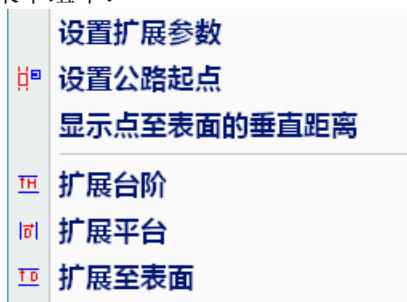 设置扩展参数
设置公路起点
显示点至表面的垂直距离
扩展台阶
扩展平台
扩展至表面